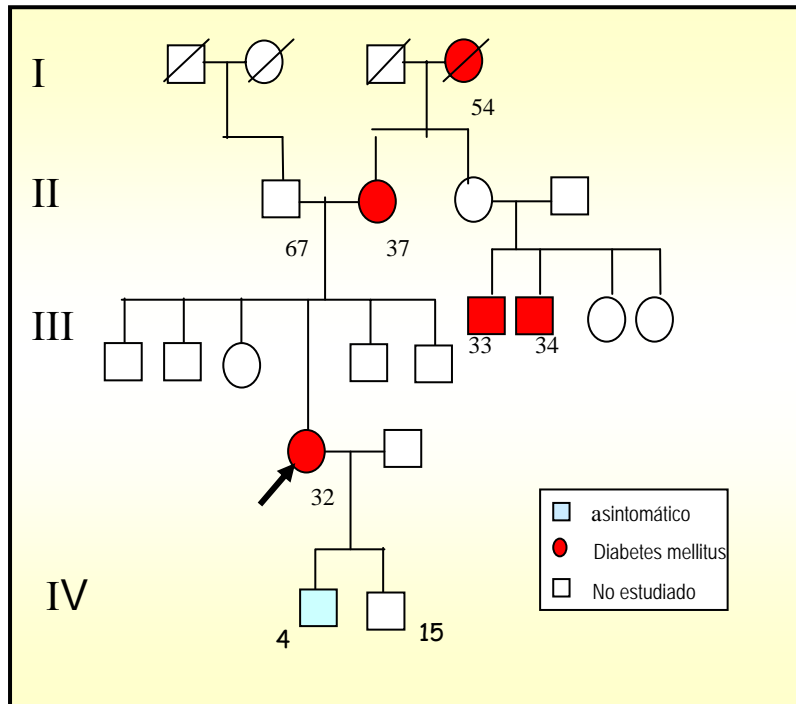 I
54
II
67
37
III
33
34
32
asintomático
Diabetes mellitus
No estudiado
IV
4
15